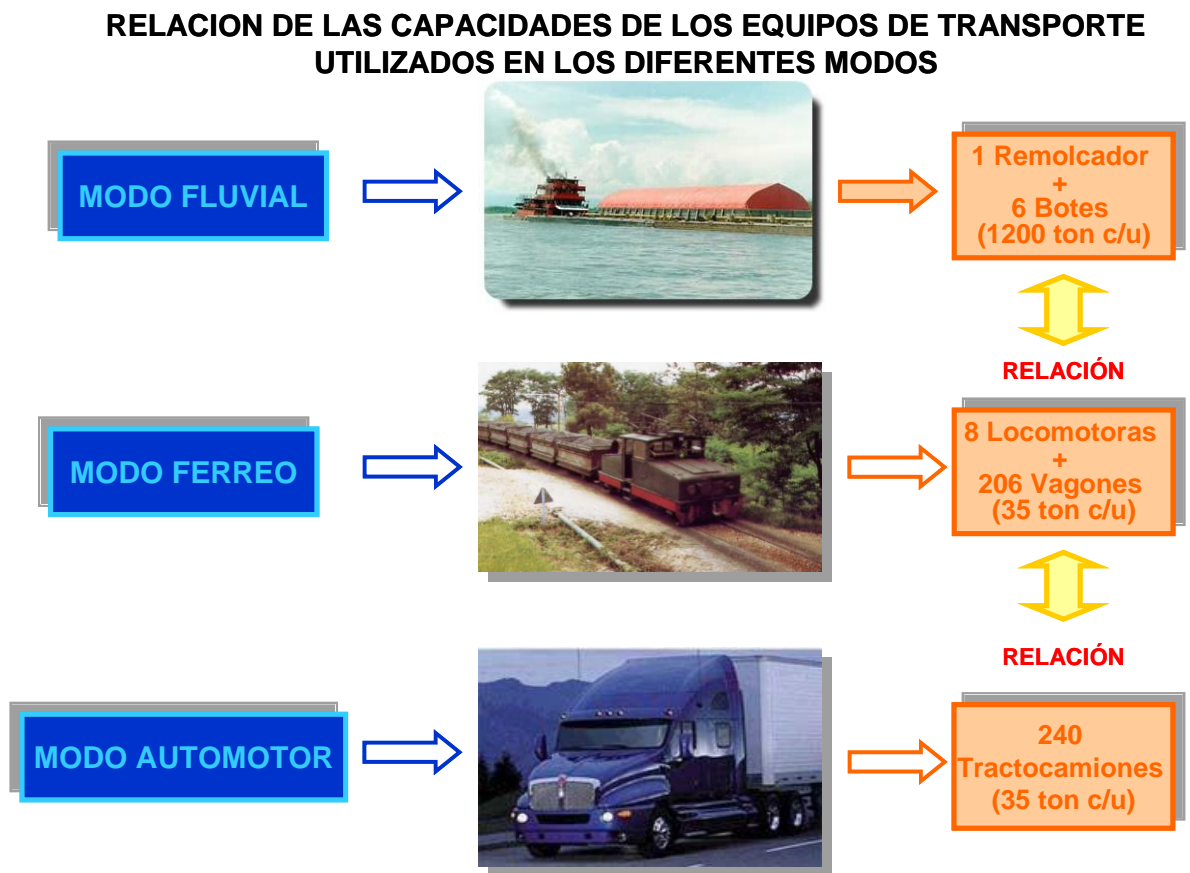 RELACION DE LAS CAPACIDADES DE LOS EQUIPOS DE TRANSPORTE
UTILIZADOS EN LOS DIFERENTES MODOS
MODO FLUVIAL
1 Remolcador
+
6 Botes
(1200 ton c/u)
RELACIÓN
MODO FERREO
8 Locomotoras
+
206 Vagones
(35 ton c/u)
RELACIÓN
MODO AUTOMOTOR
240
Tractocamiones
(35 ton c/u)